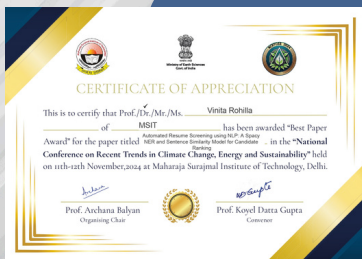 Ministry of Earth Sciences
Govt. of India
CERTIFICATE OF APPRECIATION
This is to certify that Prof./Dr./Mr./Ms. Vinita Rohilla
of MSIT has been awarded “Best Paper
Award” for the paper titled Automated Resume Screening using NLP: A Spacy NER and Sentence Similarity Model for Candidate Ranking .. in the “National
Conference on Recent Trends in Climate Change, Energy and Sustainability” held
on 11th-12th November,2024 at Maharaja Surajmal Institute of Technology, Delhi.
Prof. Archana Balyan
Organising Chair
Prof. Koyel Datta Gupta
Convenor